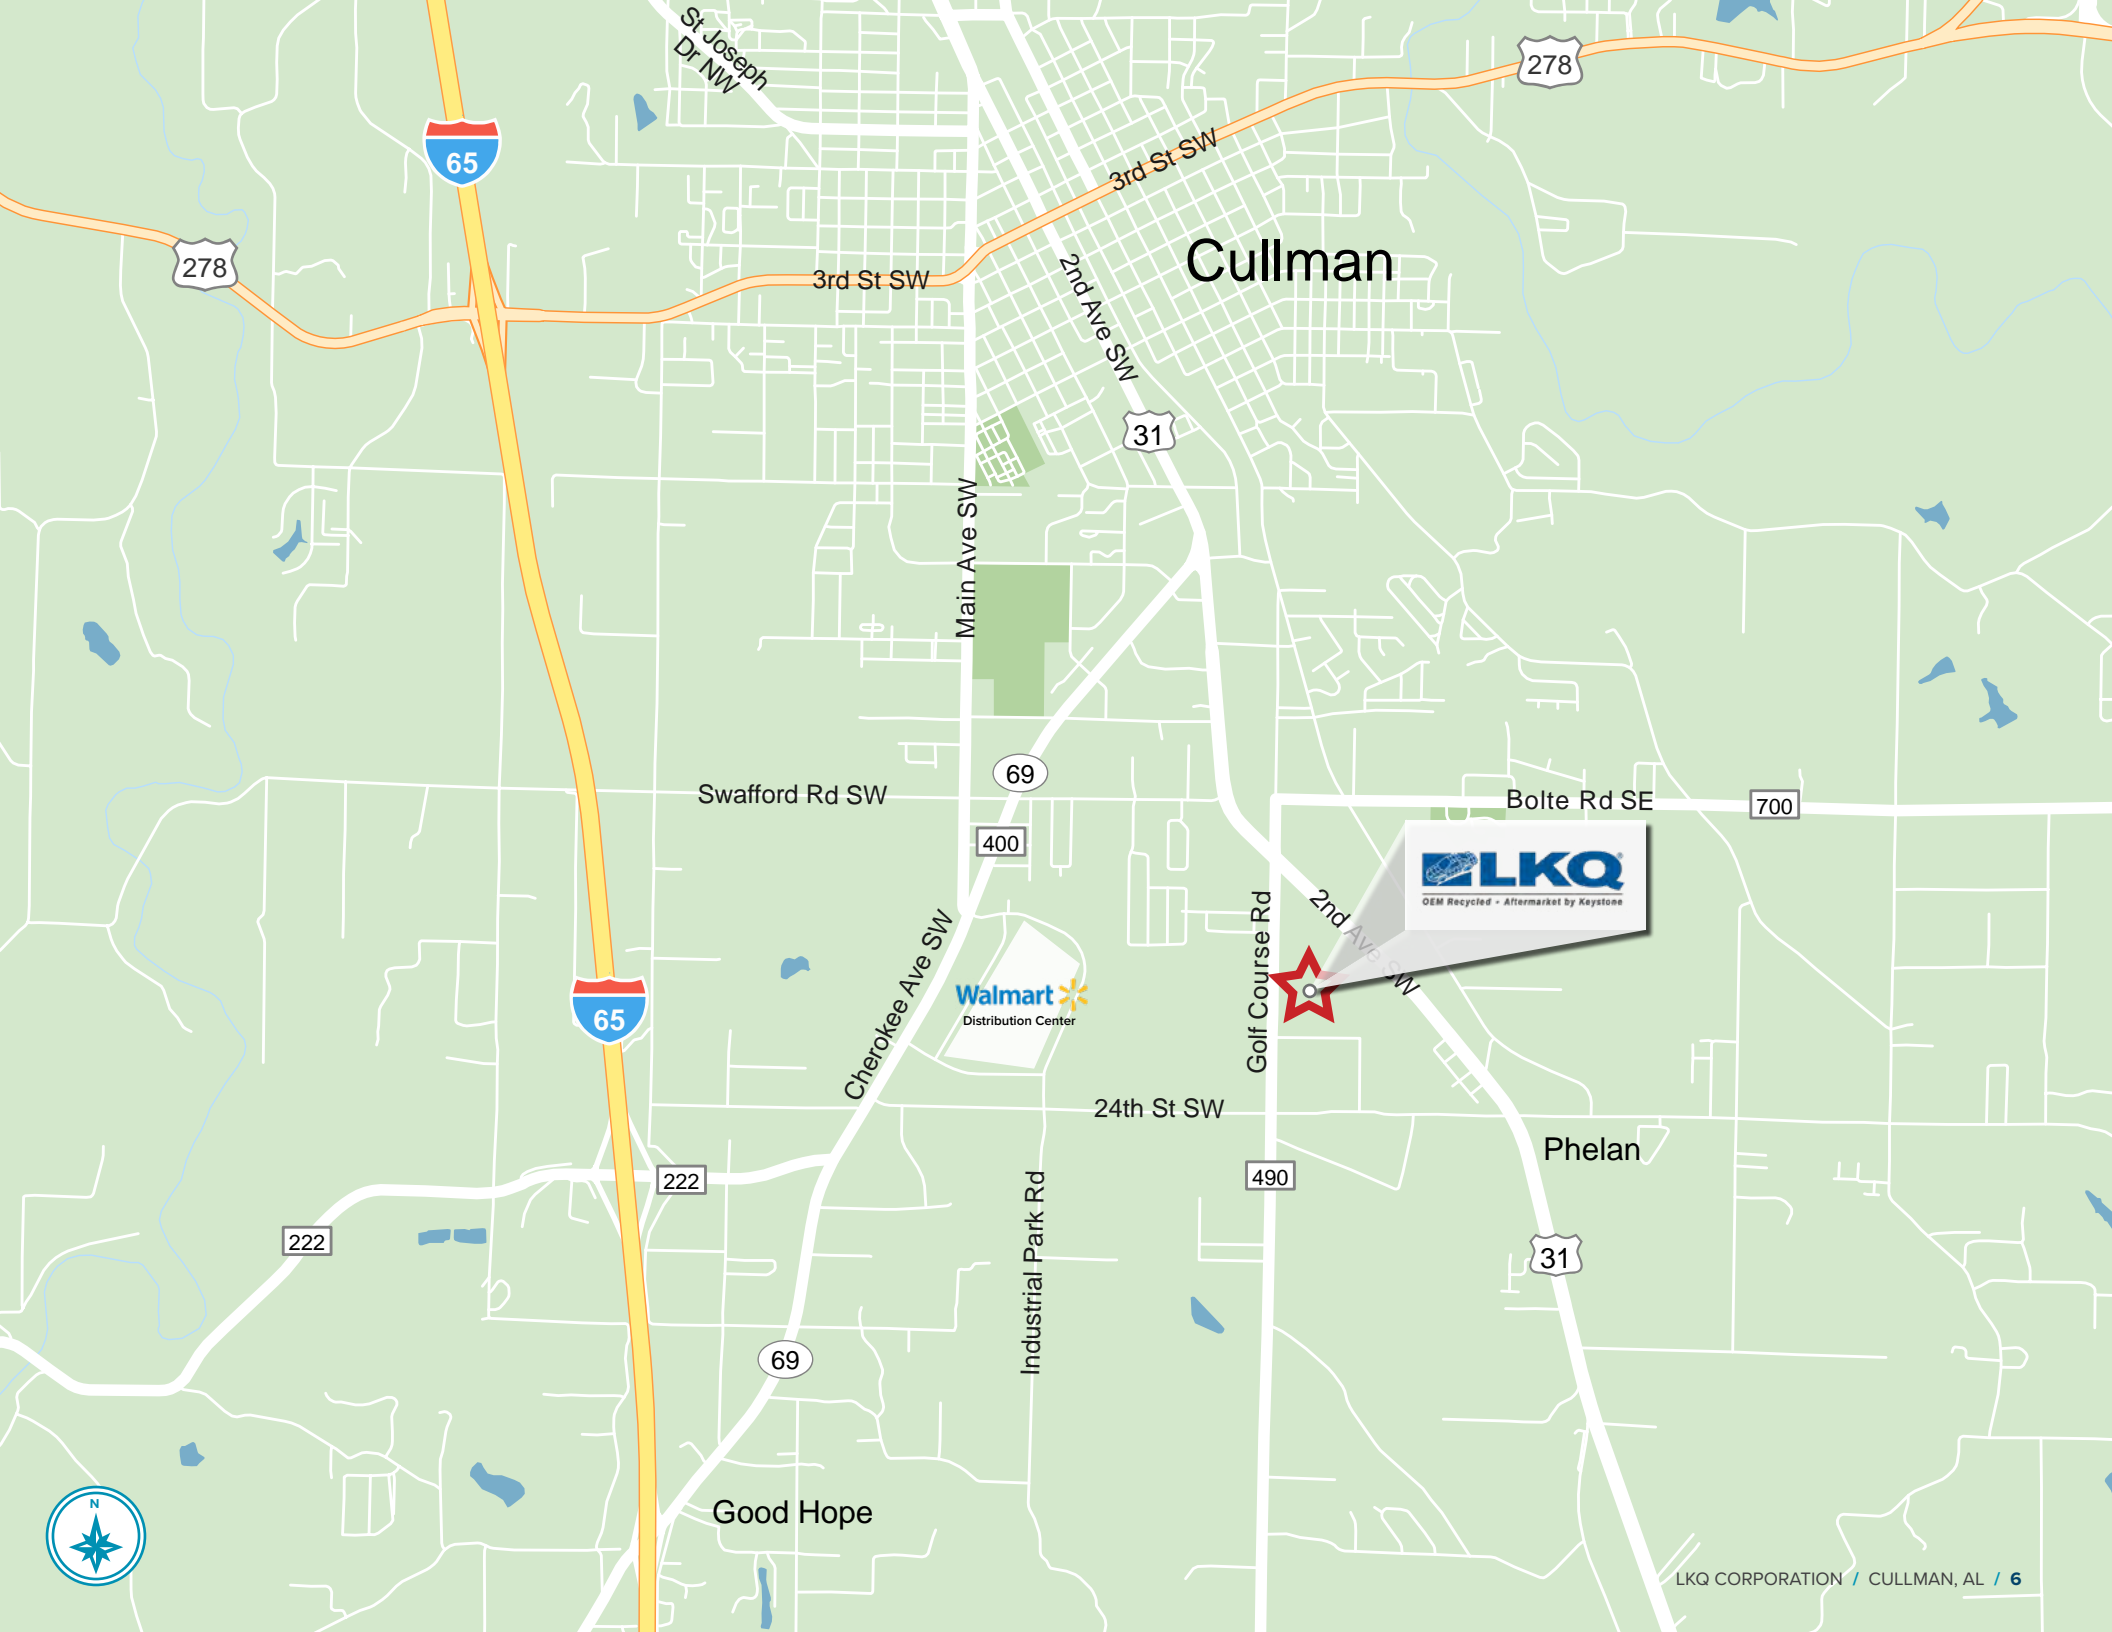 St Joseph
Dr NW
278
65
3rd St SW
278
3rd St SW
2nd Ave SW
Cullman
31
Main Ave SW
69
Swafford Rd SW
Bolte Rd SE
700
400
LKQ
OEM Recycled - Aftermarket by Keystone
Golf Course Rd
2nd Ave SW
Cherokee Ave SW
Walmart
Distribution Center
65
24th St SW
Phelan
222
490
Industrial Park Rd
222
31
69
Good Hope
N
LKQ CORPORATION / CULLMAN, AL / 6